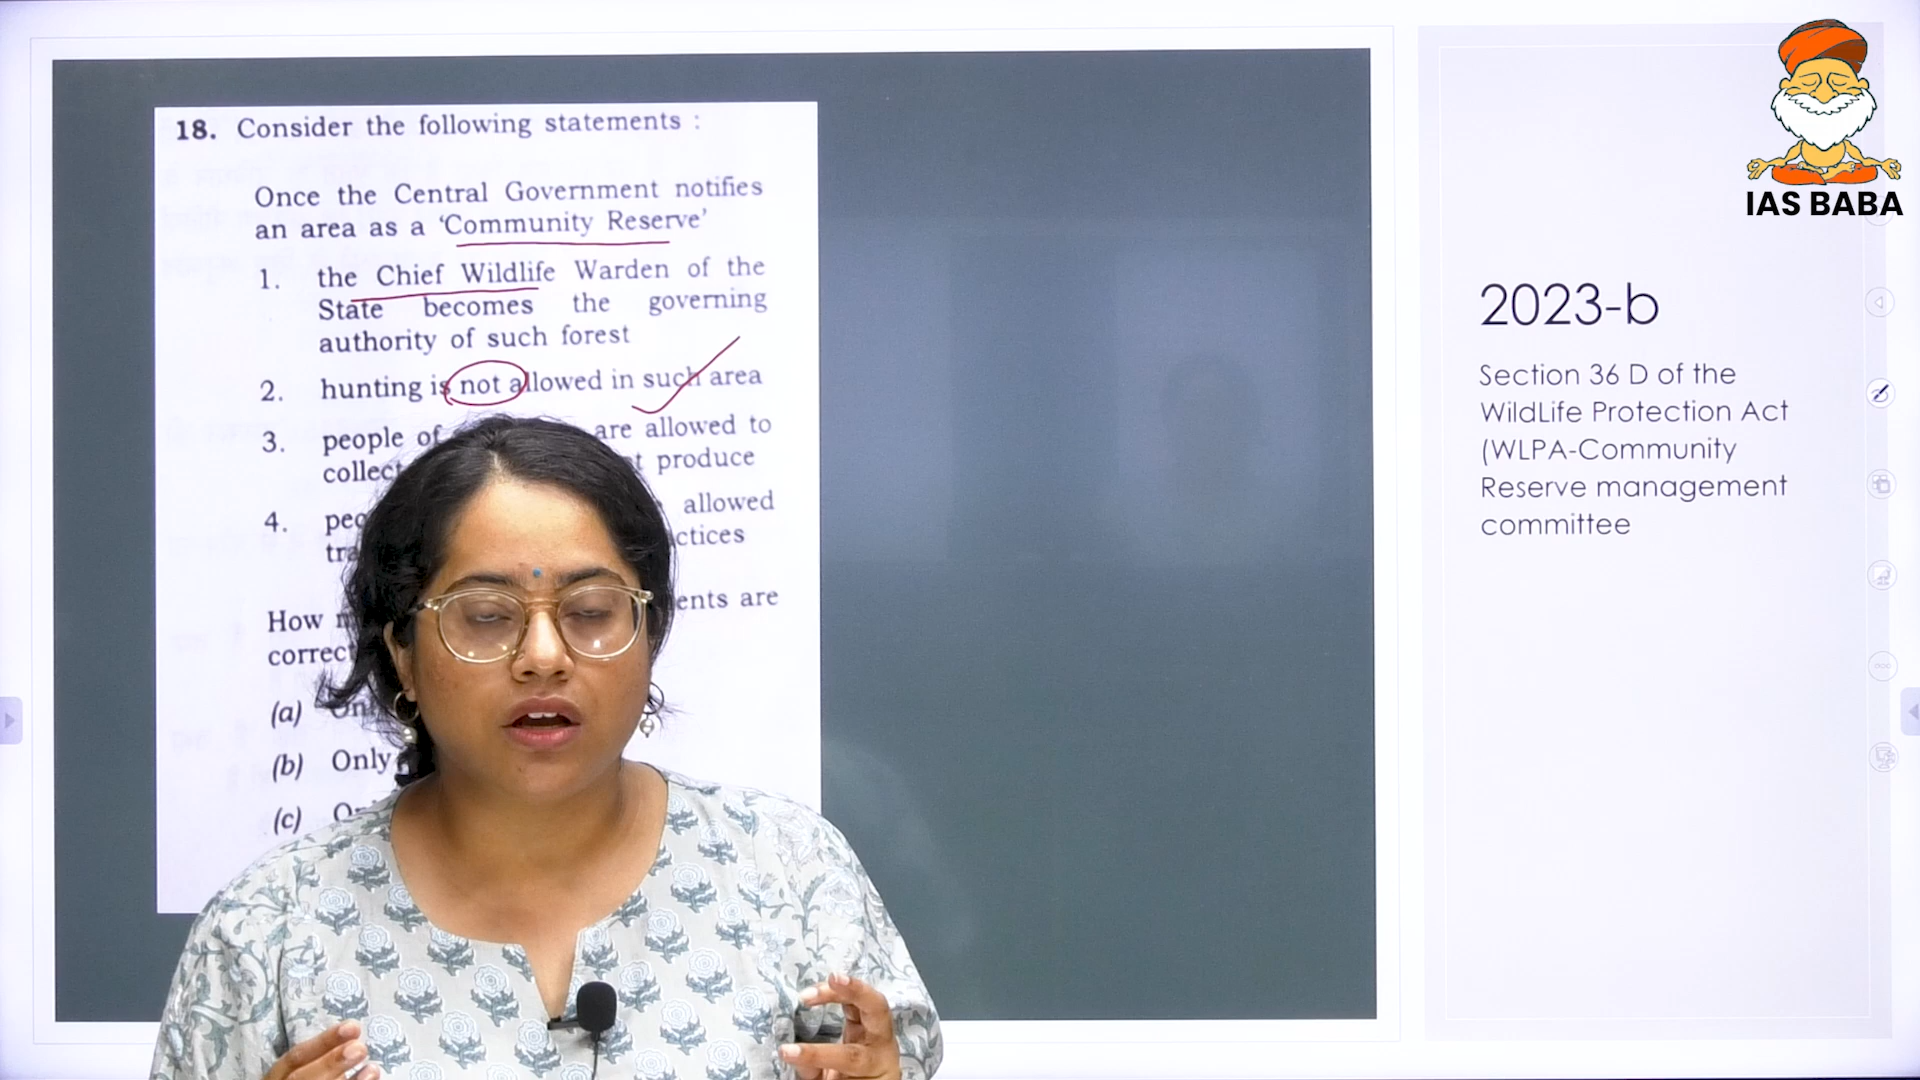 18. Consider the following statements :
Once the Central Government notifies
an area as a ‘Community Reserve’
1. the Chief Wildlife Warden of the
State becomes the governing
authority of such forest
2. hunting is not allowed in such area
3. people of are allowed to
collect produce
4. allowed
ctices
How ents are
correct
(a)
(b) Only
(c)
IAS BABA
2023-b
Section 36 D of the
WildLife Protection Act
(WLPA-Community
Reserve management
committee